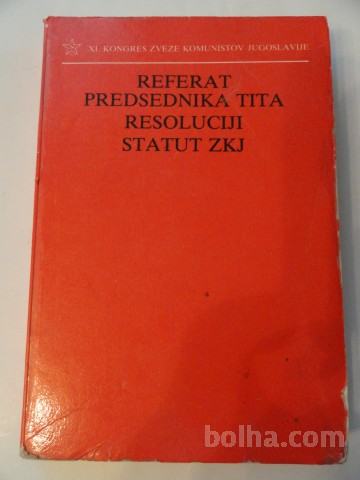 XI. KONGRES ZVEZE KOMUNISTOV JUGOSLAVIJE
REFERAT
PREDSEDNIKA TITA
RESOLUCIJI
STATUT ZKJ
bolha.com